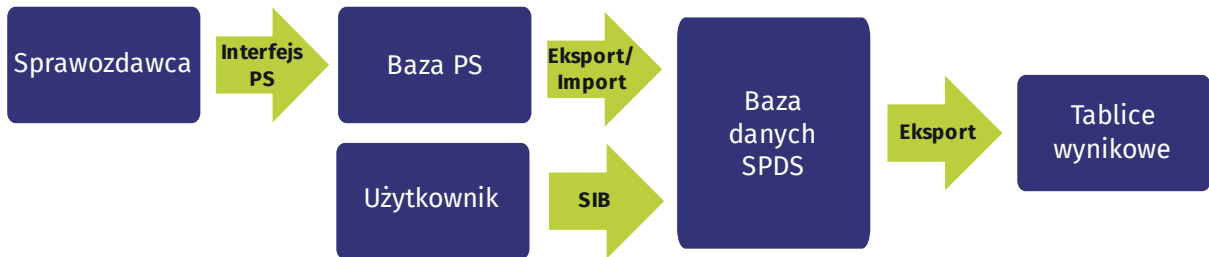 Sprawozdawca
Interfejs
PS
Baza PS
Eksport/
Import
Użytkownik
SIB
Baza
danych
SPDS
Eksport
Tablice
wynikowe